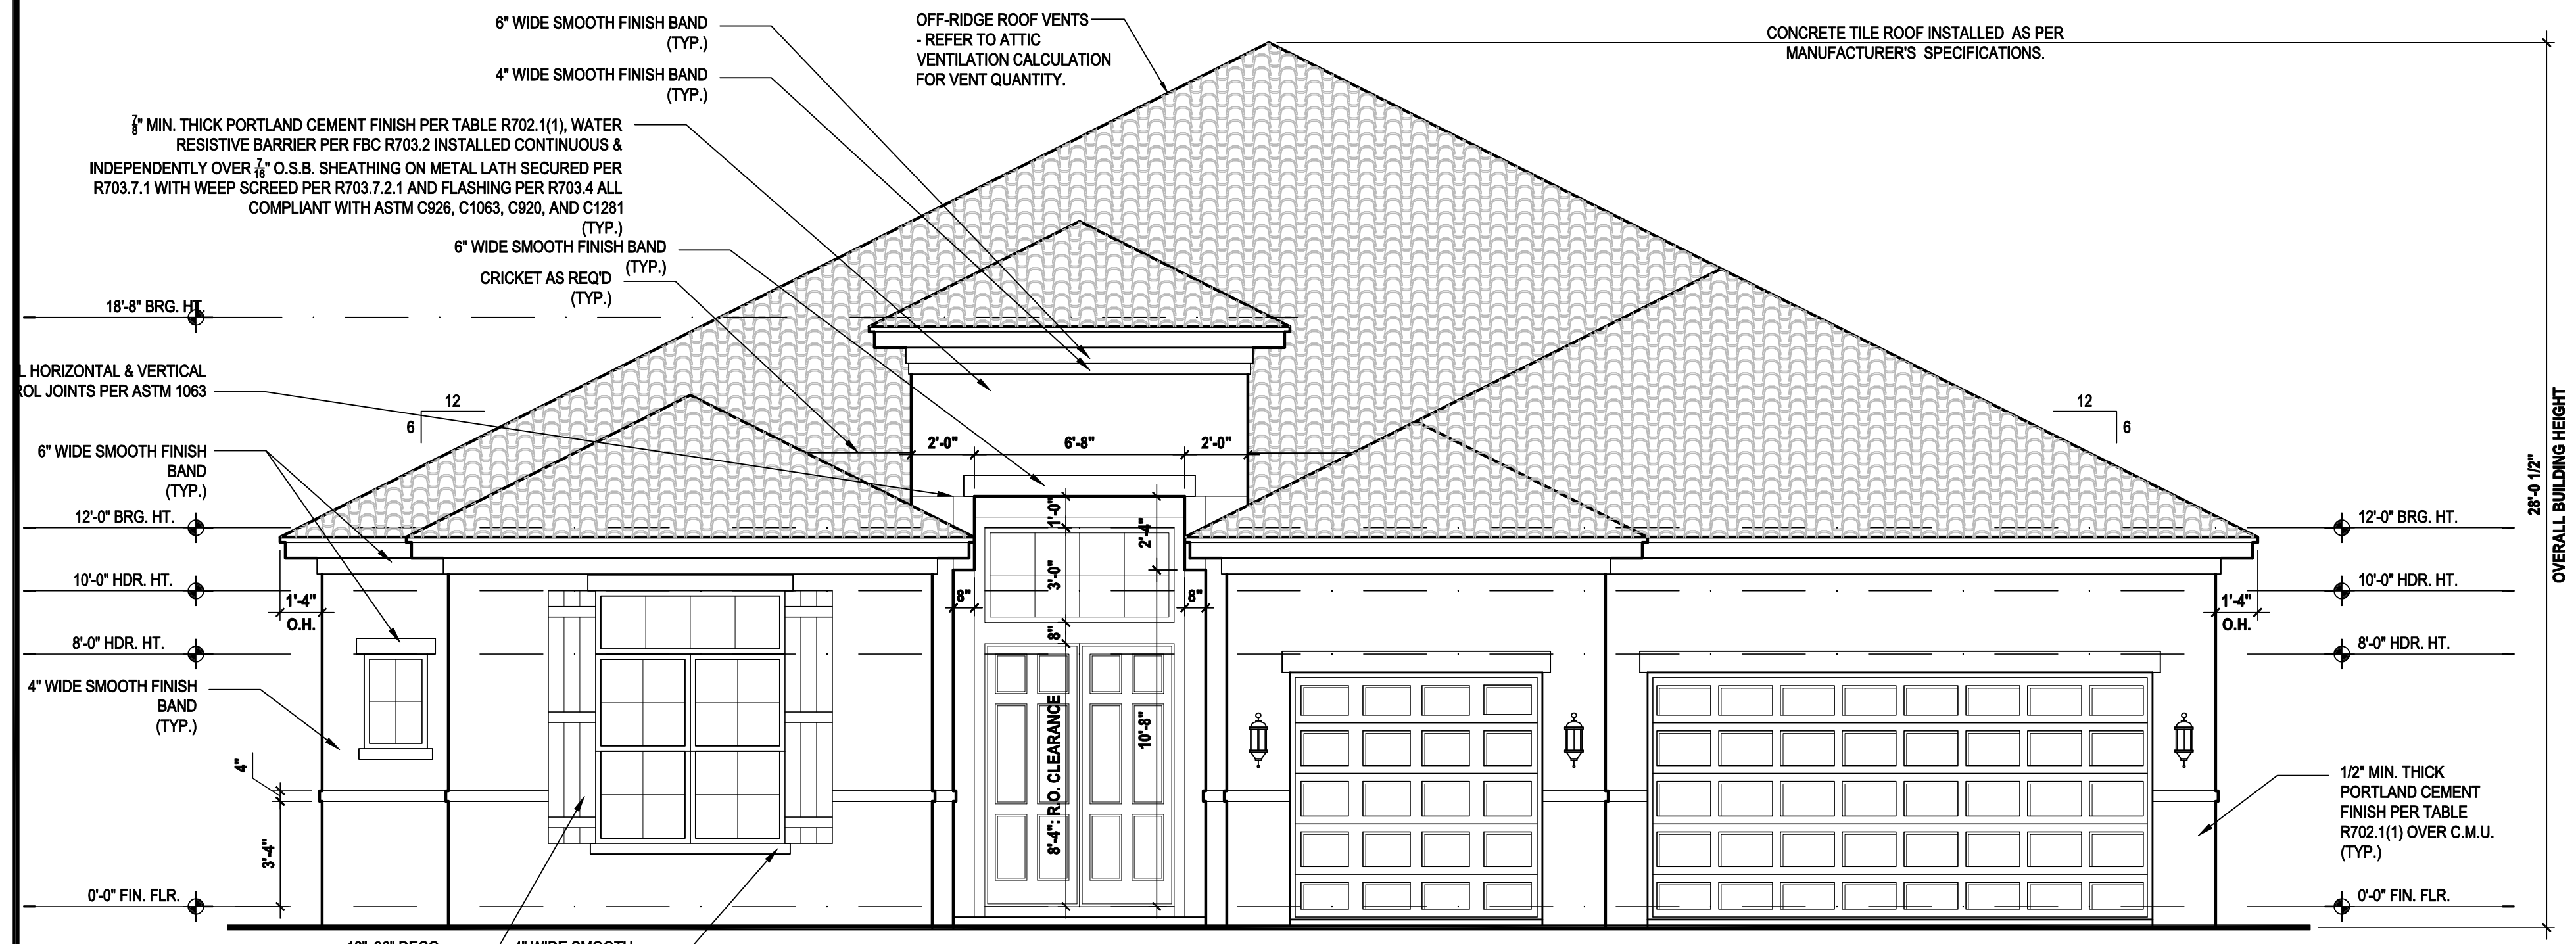 6" WIDE SMOOTH FINISH BAND
(TYP.)
4" WIDE SMOOTH FINISH BAND
(TYP.)
OFF-RIDGE ROOF VENTS
- REFER TO ATTIC
VENTILATION CALCULATION
FOR VENT QUANTITY.
CONCRETE TILE ROOF INSTALLED AS PER
MANUFACTURER'S SPECIFICATIONS.
7/8" MIN. THICK PORTLAND CEMENT FINISH PER TABLE R702.1(1), WATER
RESISTIVE BARRIER PER FBC R703.2 INSTALLED CONTINUOUS &
INDEPENDENTLY OVER 7/16" O.S.B. SHEATHING ON METAL LATH SECURED PER
R703.7.1 WITH WEEP SCREED PER R703.7.2.1 AND FLASHING PER R703.4 ALL
COMPLIANT WITH ASTM C926, C1063, C920, AND C1281
(TYP.)
6" WIDE SMOOTH FINISH BAND
(TYP.)
CRICKET AS REQ'D
(TYP.)
18'-8" BRG. HT.
L HORIZONTAL & VERTICAL
ROL JOINTS PER ASTM 1063
12
6
6" WIDE SMOOTH FINISH
BAND
(TYP.)
12'-0" BRG. HT.
10'-0" HDR. HT.
1'-4"
O.H.
8'-0" HDR. HT.
4" WIDE SMOOTH FINISH
BAND
(TYP.)
4"
3'-4"
0'-0" FIN. FLR.
2'-0"
6'-8"
2'-0"
1'-0"
2'-4"
3'-0"
8"
8"
8"
8'-4": R.O. CLEARANCE
10'-8"
12
6
12'-0" BRG. HT.
10'-0" HDR. HT.
1'-4"
O.H.
8'-0" HDR. HT.
1/2" MIN. THICK
PORTLAND CEMENT
FINISH PER TABLE
R702.1(1) OVER C.M.U.
(TYP.)
0'-0" FIN. FLR.
28'-0 1/2"
OVERALL BUILDING HEIGHT
4" WIDE SMOOTH